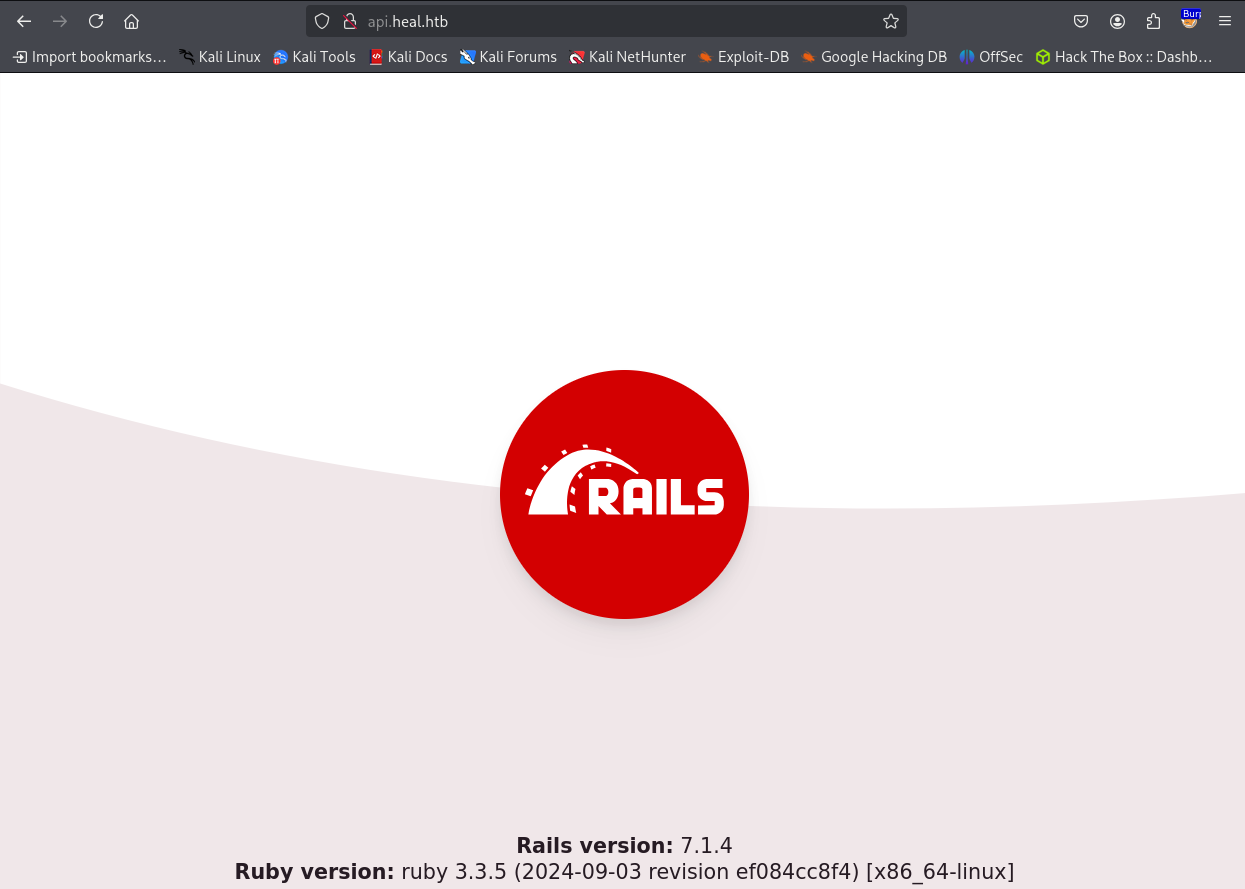 api.heal.htb
Burp
Import bookmarks… Kali Linux Kali Tools Kali Docs Kali Forums Kali NetHunter Exploit-DB Google Hacking DB OffSec Hack The Box :: Dashb…
RAILS
Rails version: 7.1.4
Ruby version: ruby 3.3.5 (2024-09-03 revision ef084cc8f4) [x86_64-linux]